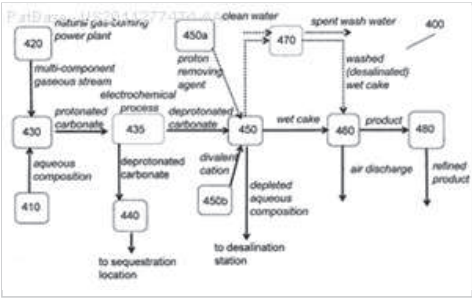 natural gas-burning
power plant
clean water
spent wash water
400
420
450a
470
multi-component
gaseous stream
proton
removing
agent
washed
(desalinated)
wet cake
electrochemical
process
protonated
carbonate
deprotonated
carbonate
wet cake
product
430
435
450
460
480
aqueous
composition
deprotonated
carbonate
divalent
cation
depleted
aqueous
composition
air discharge
refined
product
410
440
450b
to sequestration
location
to desalination
station